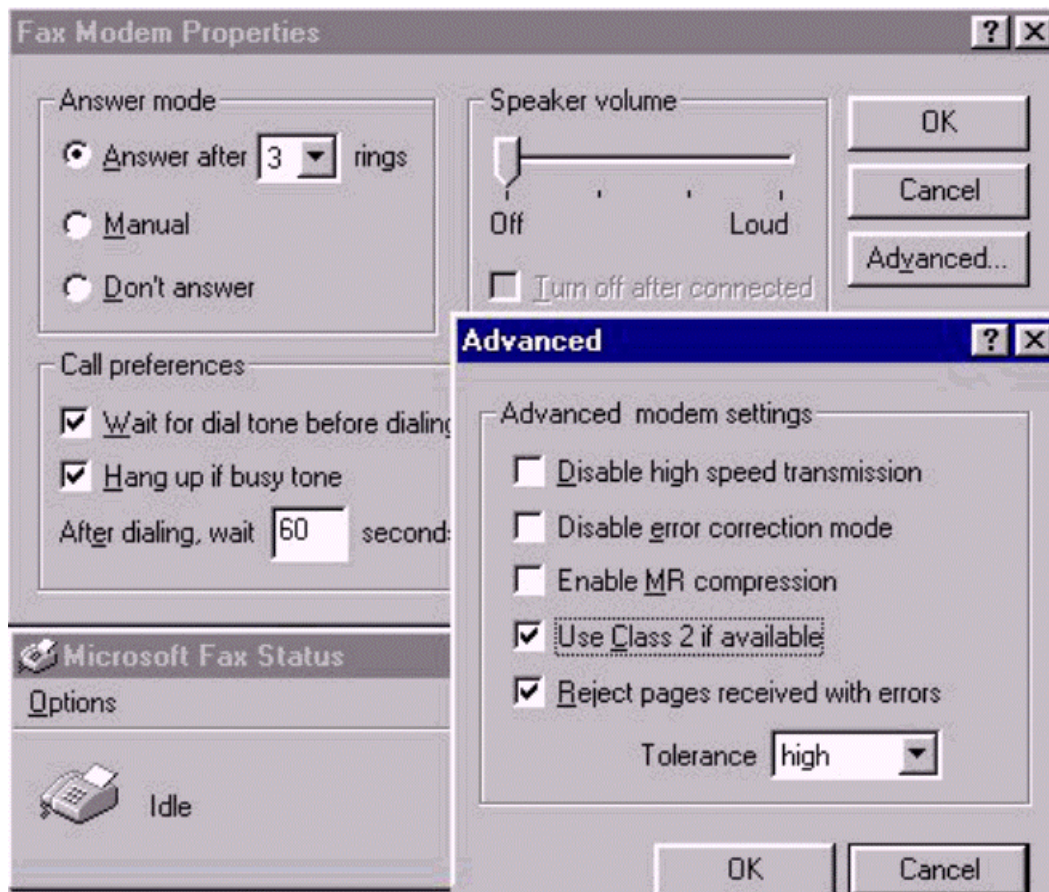 Fax Modem Properties
Answer mode
Answer after 3 rings
Manual
Don't answer
Speaker volume
Off Loud
Turn off after connected
OK
Cancel
Advanced...
Call preferences
Wait for dial tone before dialing
Hang up if busy tone
After dialing, wait 60 seconds
Microsoft Fax Status
Options
Idle
Advanced
Advanced modem settings
Disable high speed transmission
Disable error correction mode
Enable MR compression
Use Class 2 if available
Reject pages received with errors
Tolerance high
OK Cancel